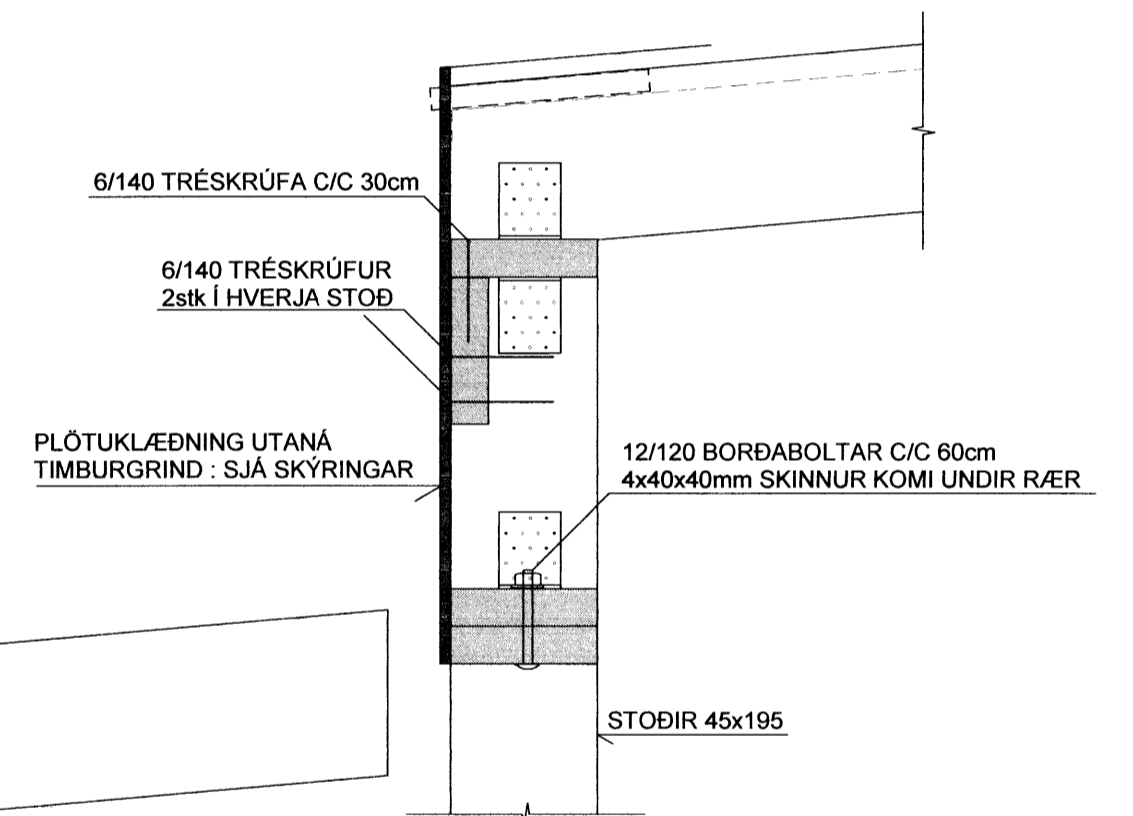 6/140 TRÉSKRÚFA C/C 30cm
6/140 TRÉSKRÚFUR
2stk Í HVERJA STOÐ
PLÖTUKLÆÐNING UTANÁ
TIMBURGRIND : SJÁ SKÝRINGAR
12/120 BORÐABOLTAR C/C 60cm
4x40x40mm SKINNUR KOMI UNDIR RÆR
STOÐIR 45x195